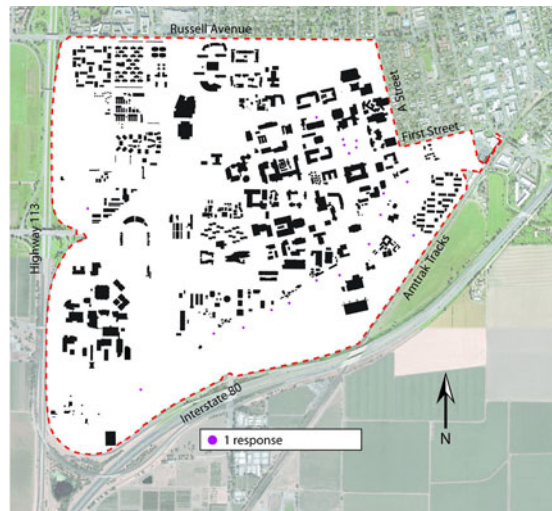 Russell Avenue
A Street
First Street
Highway 113
Amtrak Tracks
Interstate 80
N
1 response